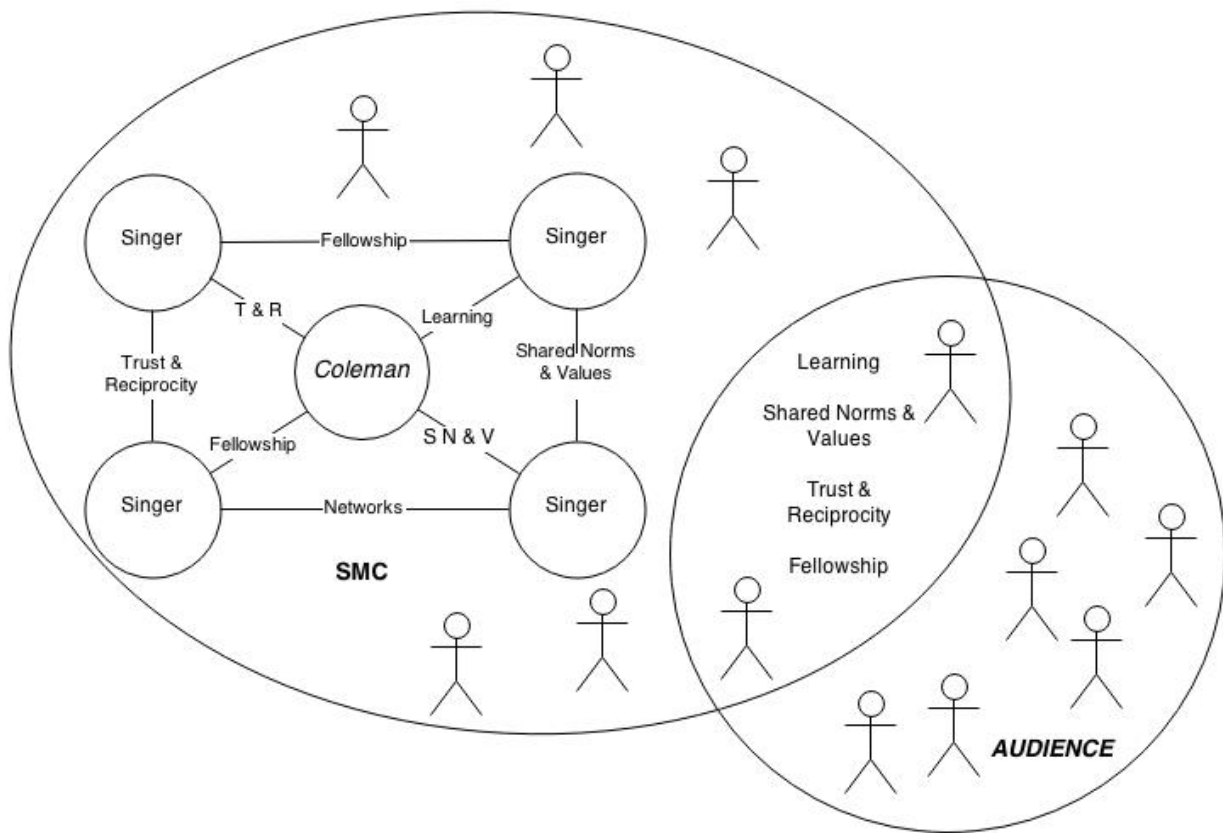 Singer
Fellowship
Singer
T & R
Learning
Trust &
Reciprocity
Coleman
Shared Norms
& Values
Fellowship
S N & V
Singer
Networks
Singer
SMC
Learning
Shared Norms &
Values
Trust &
Reciprocity
Fellowship
AUDIENCE